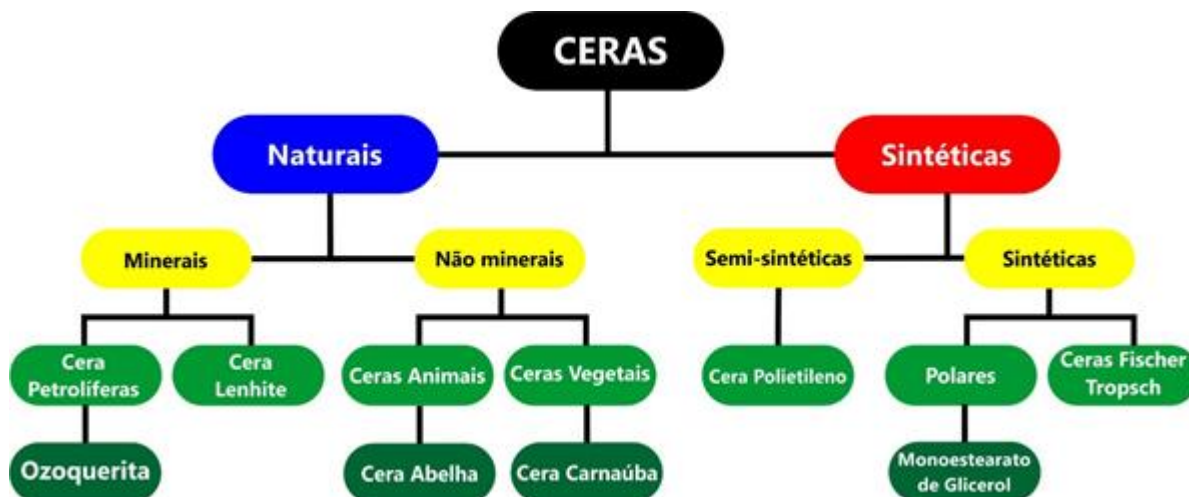 CERAS
Naturais
Sintéticas
Minerais
Não minerais
Semi-sintéticas
Sintéticas
Cera
Petrolíferas
Cera
Lenhite
Ceras Animais
Ceras Vegetais
Cera Polietileno
Polares
Ceras Fischer
Tropsch
Ozoquerita
Cera Abelha
Cera Carnaúba
Monoestearato
de Glicerol